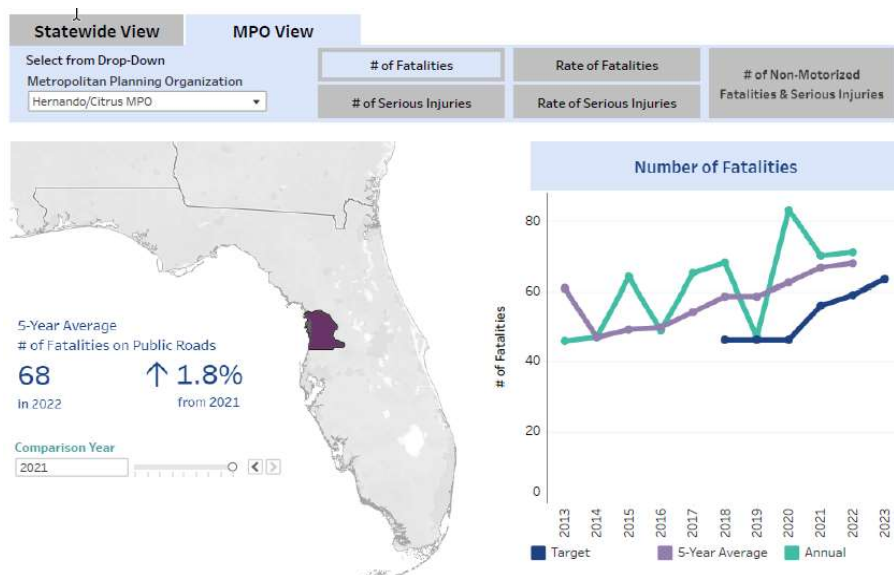 Statewide View
MPO View
Select from Drop-Down
Metropolitan Planning Organization
Hernando/Citrus MPO
# of Fatalities
Rate of Fatalities
# of Non-Motorized
Fatalities & Serious Injuries
# of Serious Injuries
Rate of Serious Injuries
5-Year Average
# of Fatalities on Public Roads
68
↑ 1.8%
in 2022
from 2021
Comparison Year
2021
Number of Fatalities
# of Fatalities
80
60
40
20
0
2013
2014
2015
2016
2017
2018
2019
2020
2021
2022
2023
Target
5-Year Average
Annual